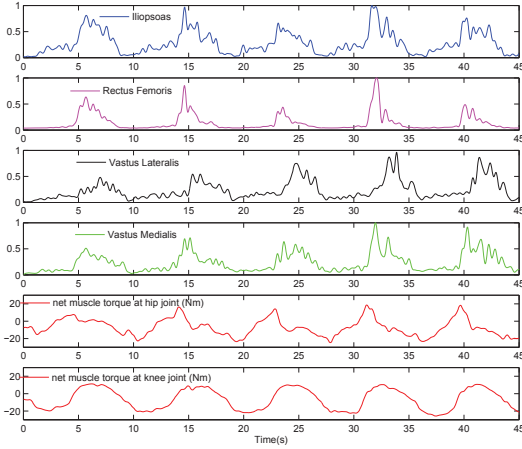 1
Iliopsoas
0.5
0
0 5 10 15 20 25 30 35 40 45
1
Rectus Femoris
0.5
0
0 5 10 15 20 25 30 35 40 45
1
Vastus Lateralis
0.5
0
0 5 10 15 20 25 30 35 40 45
1
Vastus Medialis
0.5
0
0 5 10 15 20 25 30 35 40 45
20
net muscle torque at hip joint (Nm)
0
−20
0 5 10 15 20 25 30 35 40 45
20
net muscle torque at knee joint (Nm)
0
−20
0 5 10 15 20 25 30 35 40 45
Time(s)